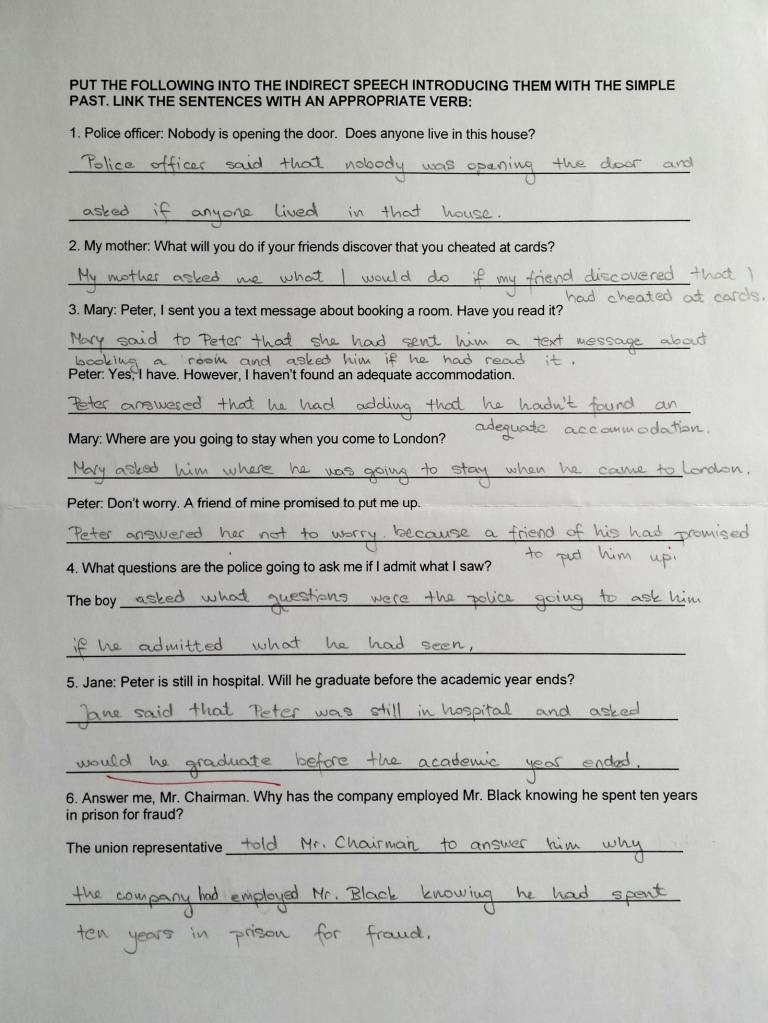 PUT THE FOLLOWING INTO THE INDIRECT SPEECH INTRODUCING THEM WITH THE SIMPLE
PAST. LINK THE SENTENCES WITH AN APPROPRIATE VERB:
1. Police officer: Nobody is opening the door. Does anyone live in this house?
Police officer said that nobody was opening the door and
asked if anyone lived in that house.
2. My mother: What will you do if your friends discover that you cheated at cards?
My mother asked me what I would do if my friend discovered that I
had cheated at cards.
3. Mary: Peter, I sent you a text message about booking a room. Have you read it?
Mary said to Peter that she had sent him a text message about
booking a room and asked him if he had read it.
Peter: Yes, I have. However, I haven't found an adequate accommodation.
Peter answered that he had adding that he hadn't found an
adequate accommodation.
Mary: Where are you going to stay when you come to London?
Mary asked him where he was going to stay when he came to London.
Peter: Don't worry. A friend of mine promised to put me up.
Peter answered her not to worry because a friend of his had promised
to put him up.
4. What questions are the police going to ask me if I admit what I saw?
The boy asked what questions were the police going to ask him
if he admitted what he had seen.
5. Jane: Peter is still in hospital. Will he graduate before the academic year ends?
Jane said that Peter was still in hospital and asked
would he graduate before the academic year ended.
6. Answer me, Mr. Chairman. Why has the company employed Mr. Black knowing he spent ten years
in prison for fraud?
The union representative told Mr. Chairman to answer him why
the company had employed Mr. Black knowing he had spent
ten years in prison for fraud.